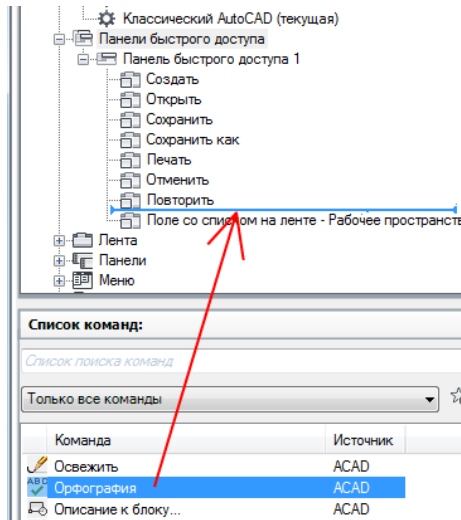 Классический AutoCAD (текущая)
Панели быстрого доступа
Панель быстрого доступа 1
Создать
Открыть
Сохранить
Сохранить как
Печать
Отменить
Повторить
Поле со списком на ленте - Рабочее пространств
Лента
Панели
Меню
Список команд:
Список поиска команд
Только все команды
Команда Источник
Освежить ACAD
ABC Орфография ACAD
Описание к блоку... ACAD